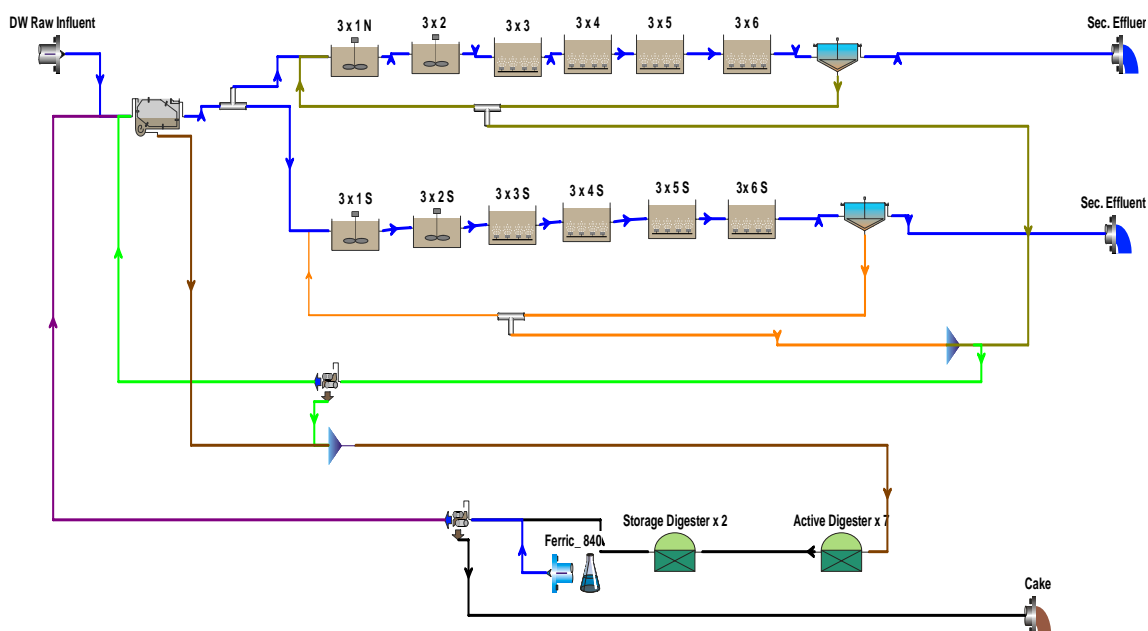 DW Raw Influent
3 x 1 N
3 x 2
3 x 3
3 x 4
3 x 5
3 x 6
Sec. Effluer
3 x 1 S
3 x 2 S
3 x 3 S
3 x 4 S
3 x 5 S
3x 6 S
Sec. Effluent
Storage Digester x 2
Active Digester x 7
Ferric_ 840
Cake